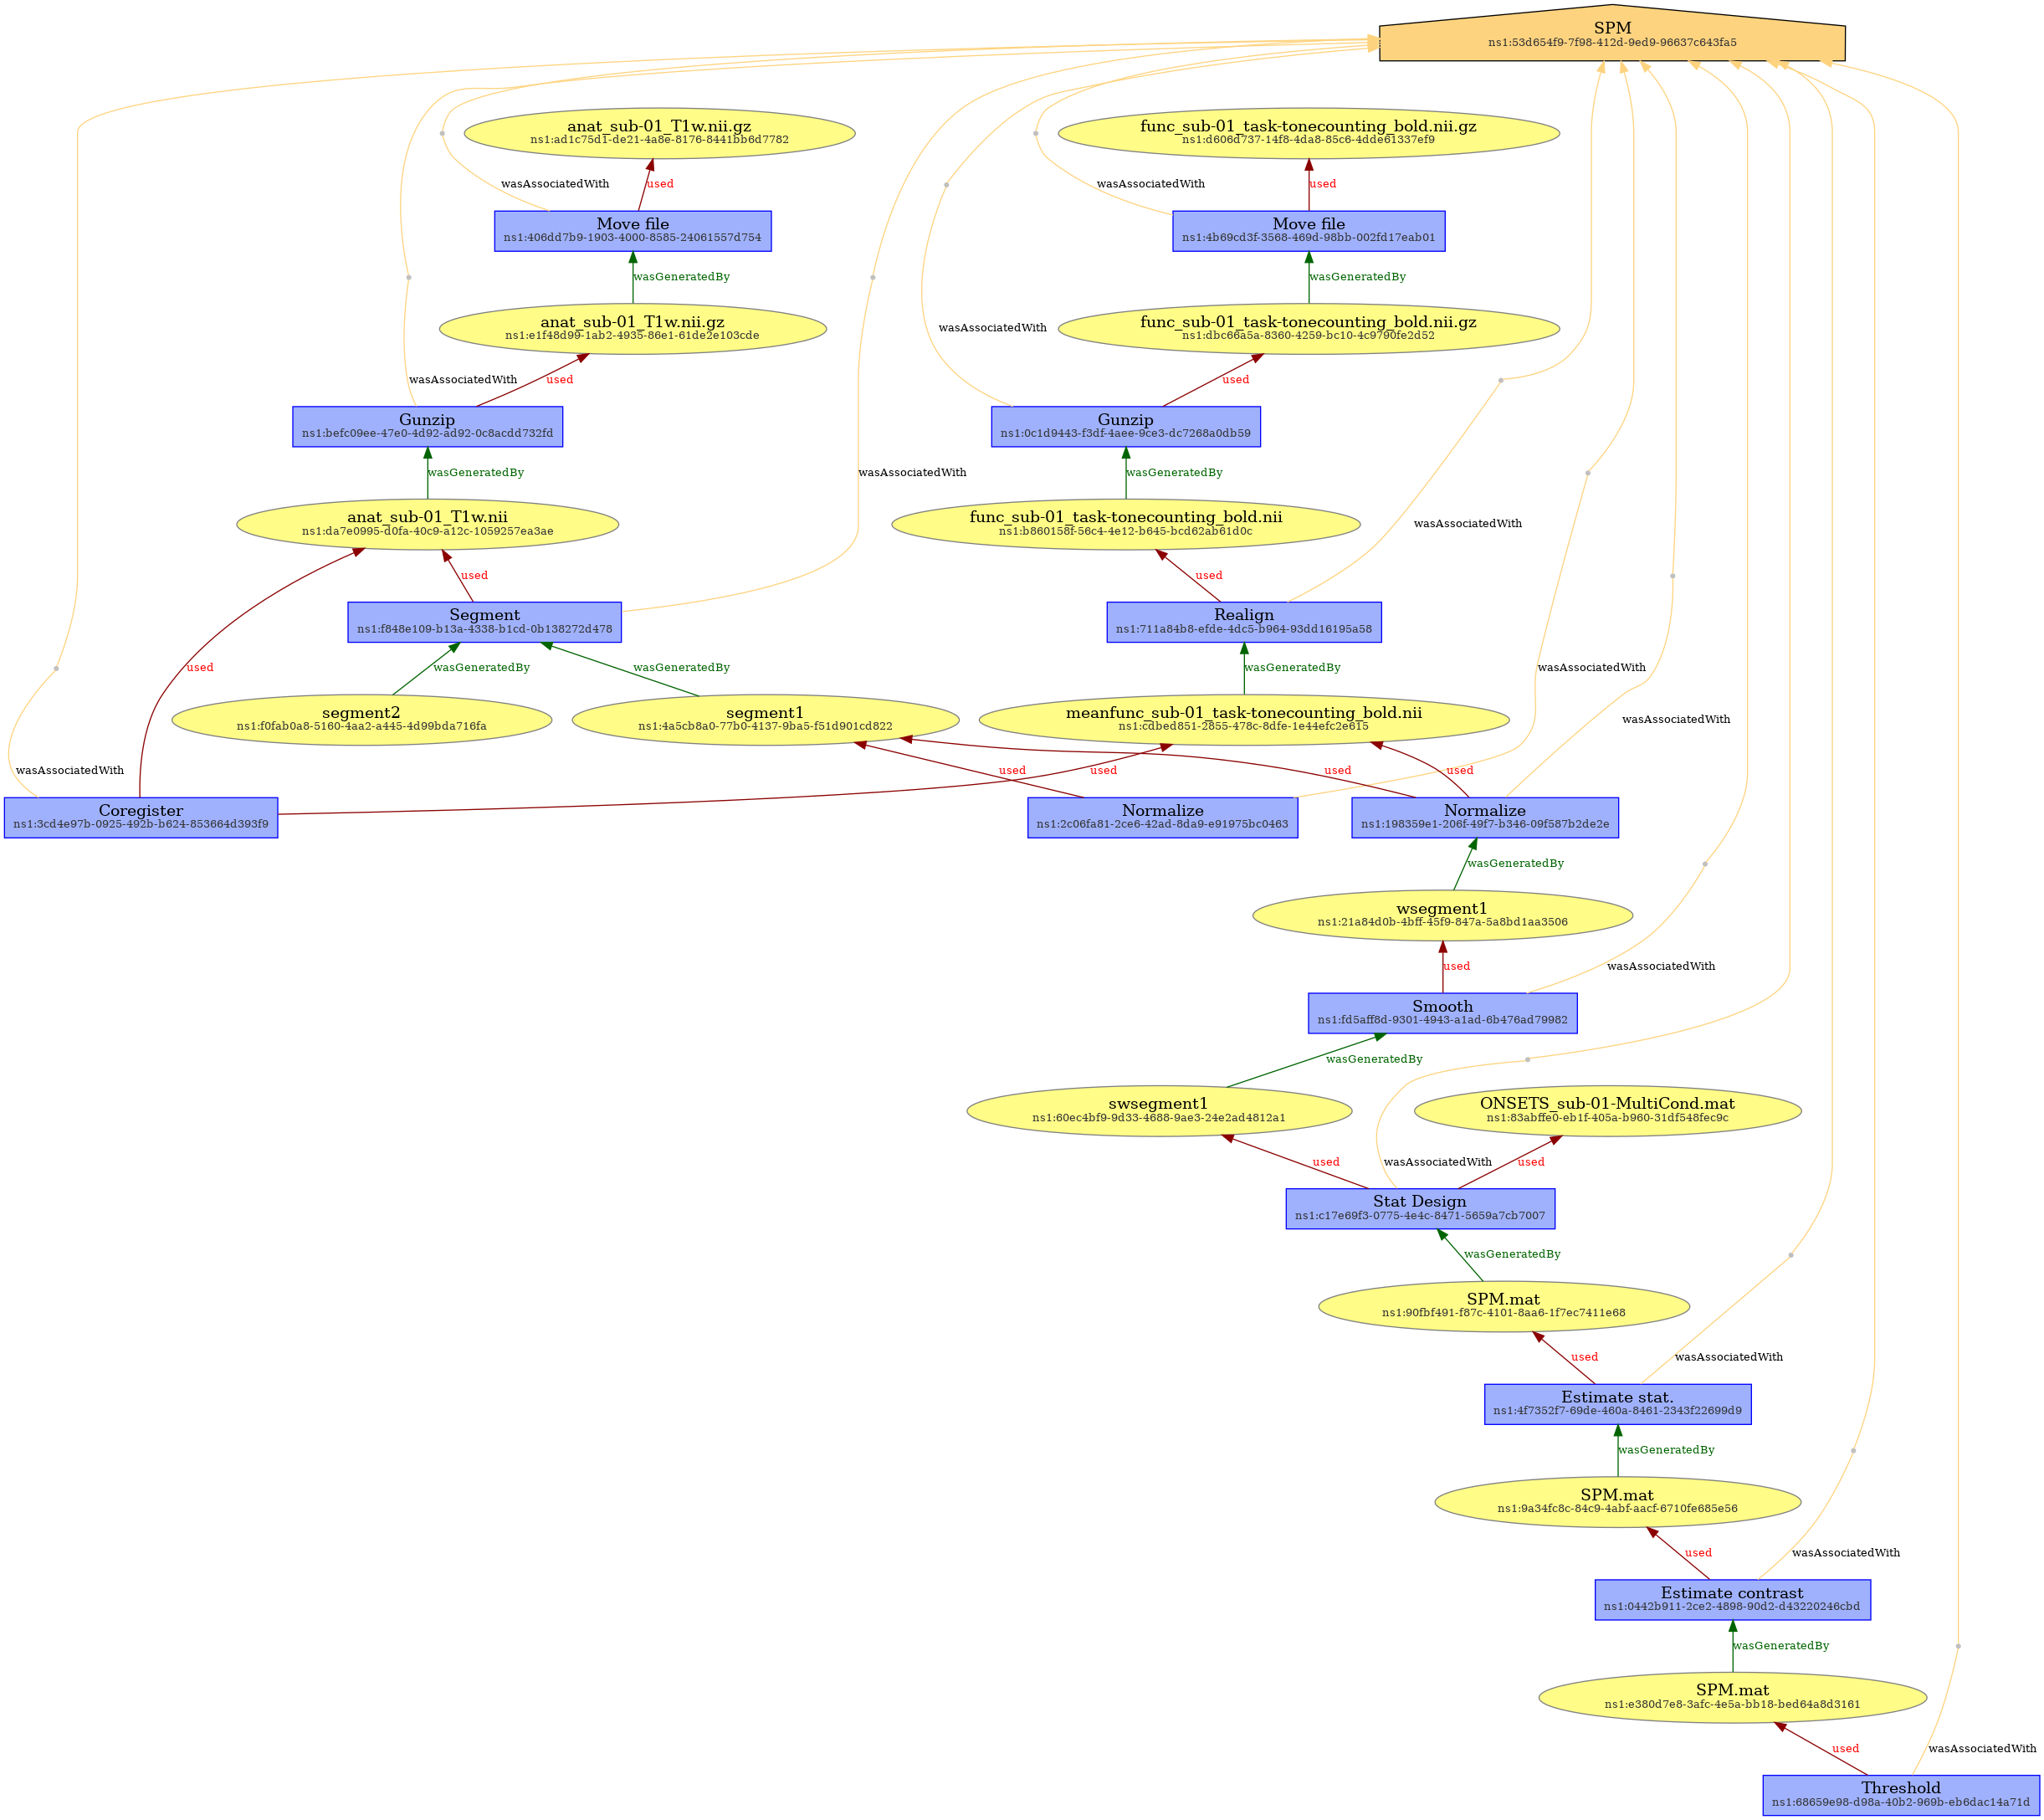 SPM
ns1:53d654f9-7f98-412d-9ed9-96637c643fa5
anat_sub-01_T1w.nii.gz
ns1:ad1c75d1-de21-4a8e-8176-8441bb6d7782
func_sub-01_task-tonecounting_bold.nii.gz
ns1:d606d737-14f8-4da8-85c6-4dde61337ef9
wasAssociatedWith
used
wasAssociatedWith
used
Move file
ns1:406dd7b9-1903-4000-8585-24061557d754
Move file
ns1:4b69cd3f-3568-469d-98bb-002fd17eab01
wasGeneratedBy
wasGeneratedBy
anat_sub-01_T1w.nii.gz
ns1:e1f48d99-1ab2-4935-86e1-61de2e103cde
wasAssociatedWith
func_sub-01_task-tonecounting_bold.nii.gz
ns1:dbc66a5a-8360-4259-bc10-4c9790fe2d52
wasAssociatedWith
used
used
Gunzip
ns1:befc09ee-47e0-4d92-ad92-0c8acdd732fd
Gunzip
ns1:0c1d9443-f3df-4aee-9ce3-dc7268a0db59
wasGeneratedBy
wasAssociatedWith
wasGeneratedBy
anat_sub-01_T1w.nii
ns1:da7e0995-d0fa-40c9-a12c-1059257ea3ae
func_sub-01_task-tonecounting_bold.nii
ns1:b860158f-56c4-4e12-b645-bcd62ab61d0c
wasAssociatedWith
used
used
Segment
ns1:f848e109-b13a-4338-b1cd-0b138272d478
Realign
ns1:711a84b8-efde-4dc5-b964-93dd16195a58
used
wasGeneratedBy
wasGeneratedBy
wasGeneratedBy
wasAssociatedWith
segment2
ns1:f0fab0a8-5160-4aa2-a445-4d99bda716fa
segment1
ns1:4a5cb8a0-77b0-4137-9ba5-f51d901cd822
meanfunc_sub-01_task-tonecounting_bold.nii
ns1:cdbed851-2855-478c-8dfe-1e44efc2e615
wasAssociatedWith
wasAssociatedWith
used
used
used
used
Coregister
ns1:3cd4e97b-0925-492b-b624-853664d393f9
Normalize
ns1:2c06fa81-2ce6-42ad-8da9-e91975bc0463
Normalize
ns1:198359e1-206f-49f7-b346-09f587b2de2e
wasGeneratedBy
wsegment1
ns1:21a84d0b-4bff-45f9-847a-5a8bd1aa3506
used
wasAssociatedWith
Smooth
ns1:fd5aff8d-9301-4943-a1ad-6b476ad79982
wasGeneratedBy
swsegment1
ns1:60ec4bf9-9d33-4688-9ae3-24e2ad4812a1
ONSETS_sub-01-MultiCond.mat
ns1:83abffe0-eb1f-405a-b960-31df548fec9c
used
wasAssociatedWith
used
Stat Design
ns1:c17e69f3-0775-4e4c-8471-5659a7cb7007
wasGeneratedBy
SPM.mat
ns1:90fbf491-f87c-4101-8aa6-1f7ec7411e68
used
wasAssociatedWith
Estimate stat.
ns1:4f7352f7-69de-460a-8461-2343f22699d9
wasGeneratedBy
SPM.mat
ns1:9a34fc8c-84c9-4abf-aacf-6710fe685e56
used
wasAssociatedWith
Estimate contrast
ns1:0442b911-2ce2-4898-90d2-d43220246cbd
wasGeneratedBy
SPM.mat
ns1:e380d7e8-3afc-4e5a-bb18-bed64a8d3161
used
wasAssociatedWith
Threshold
ns1:68659e98-d98a-40b2-969b-eb6dac14a71d